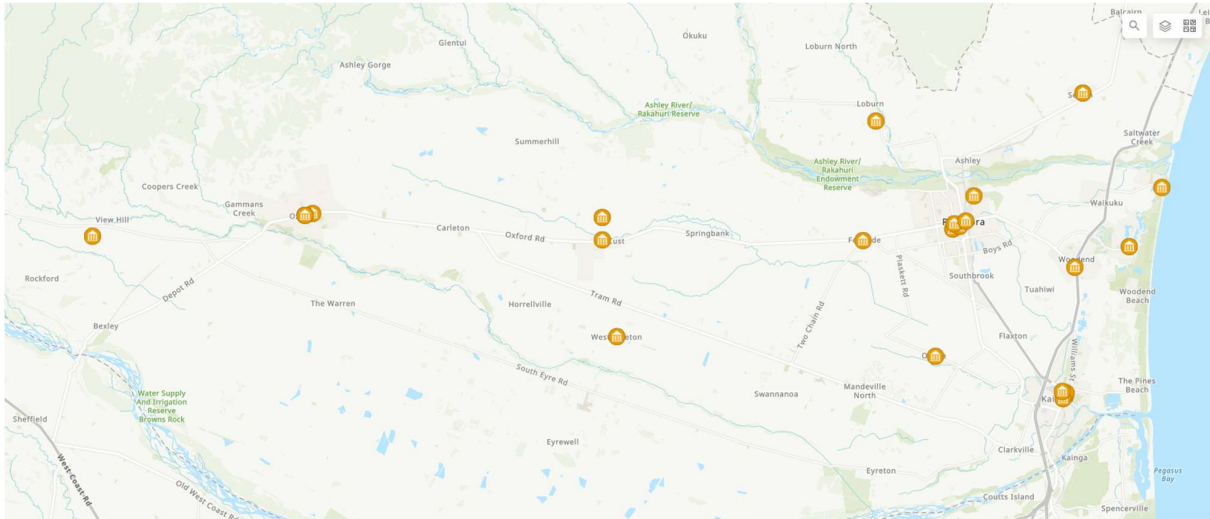 Balcairn
Okuku
Glentui
Loburn North
Ashley Gorge
Ashley River/
Rakahuri Reserve
Loburn
Summerhill
Saltwater
Creek
Ashley River/
Rakahuri
Endowment
Reserve
Ashley
Coopers Creek
Gammans
Creek
View Hill
Waikuku
Carleton
Oxford Rd
Springbank
Boys Rd
Rockford
Depot Rd
Plaskett Rd
Southbrook
Tuahiwi
Woodend
Beach
The Warren
Horrellville
Tram Rd
Two Chain Rd
Bexley
Flaxton
Williams St
South Eyre Rd
Water Supply
And Irrigation
Reserve
Browns Rock
Swannanoa
Mandeville
North
The Pines
Beach
Sheffield
Eyrewell
Clarkville
Kainga
West Coast Rd
Eyreton
Pegasus
Bay
Old West Coast Rd
Coutts Island
Spencerville